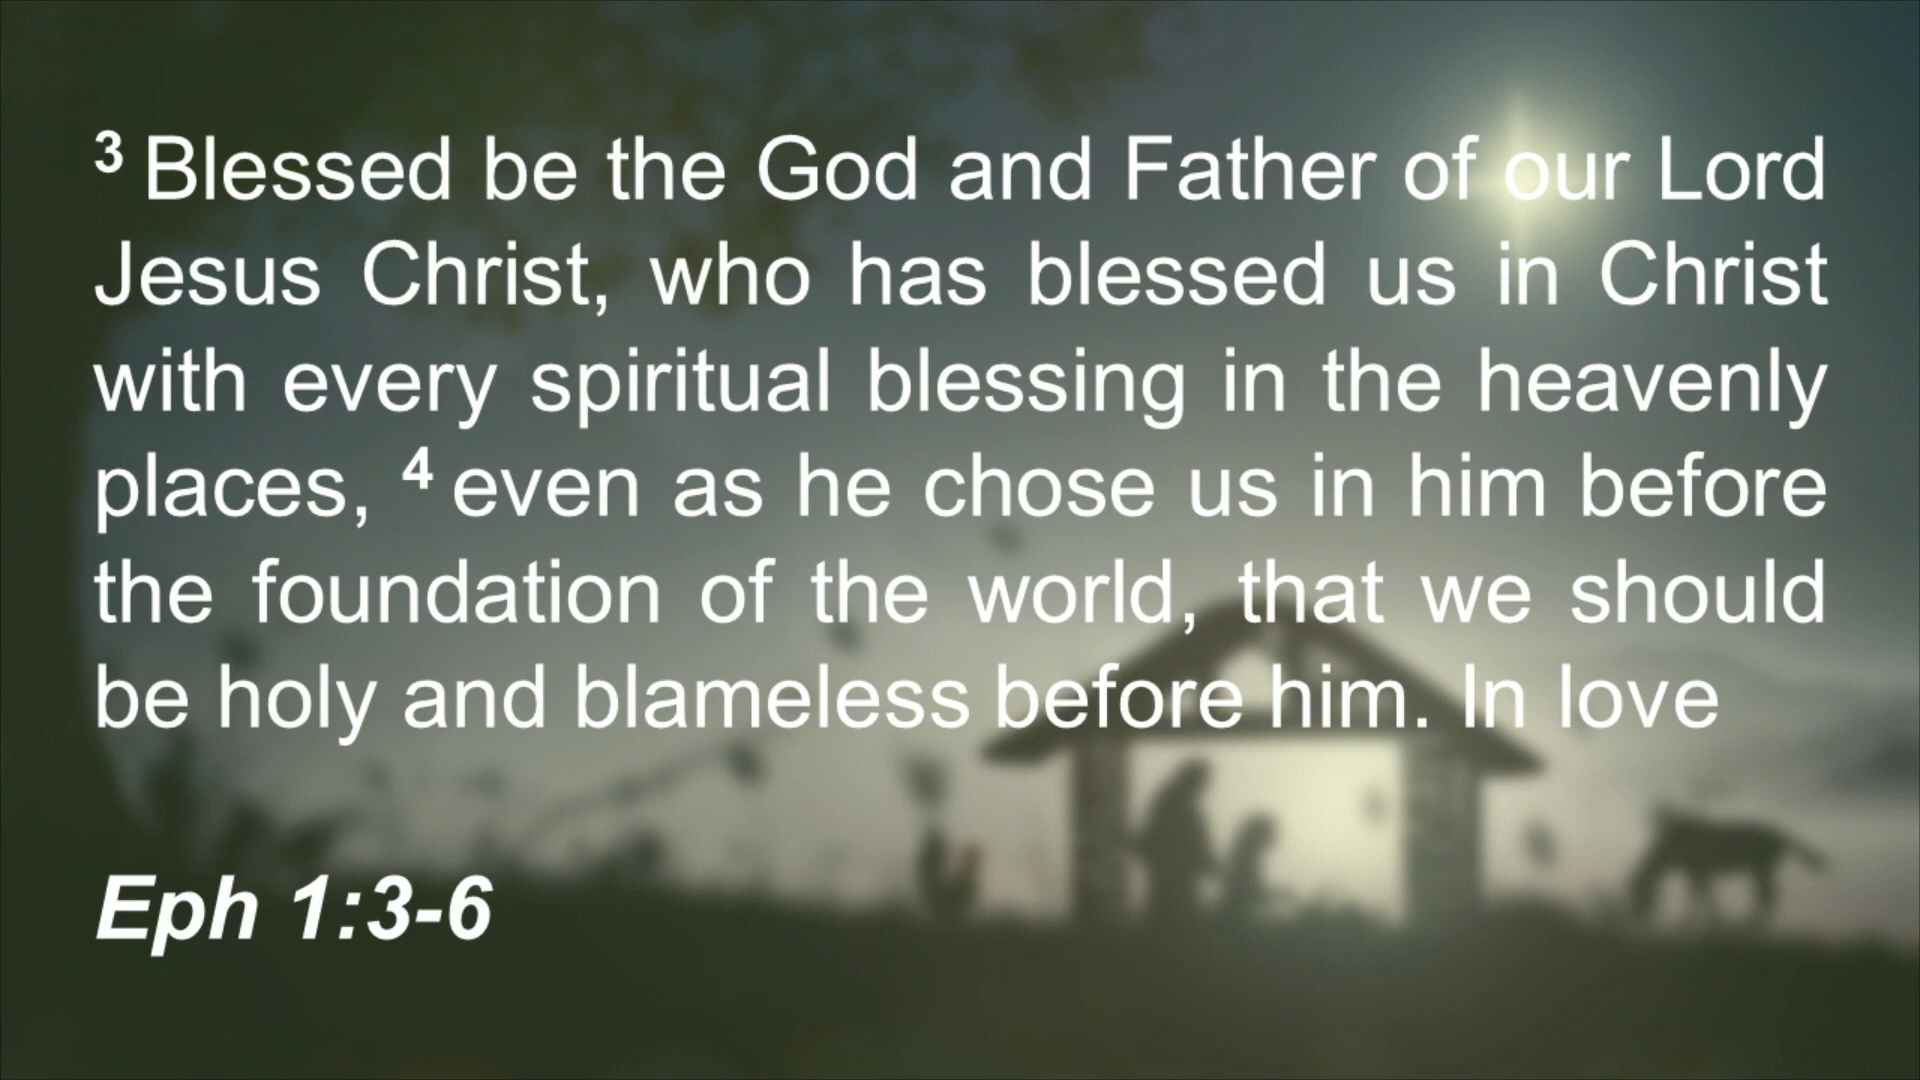 3 Blessed be the God and Father of our Lord
Jesus Christ, who has blessed us in Christ
with every spiritual blessing in the heavenly
places, 4 even as he chose us in him before
the foundation of the world, that we should
be holy and blameless before him. In love
Eph 1:3-6